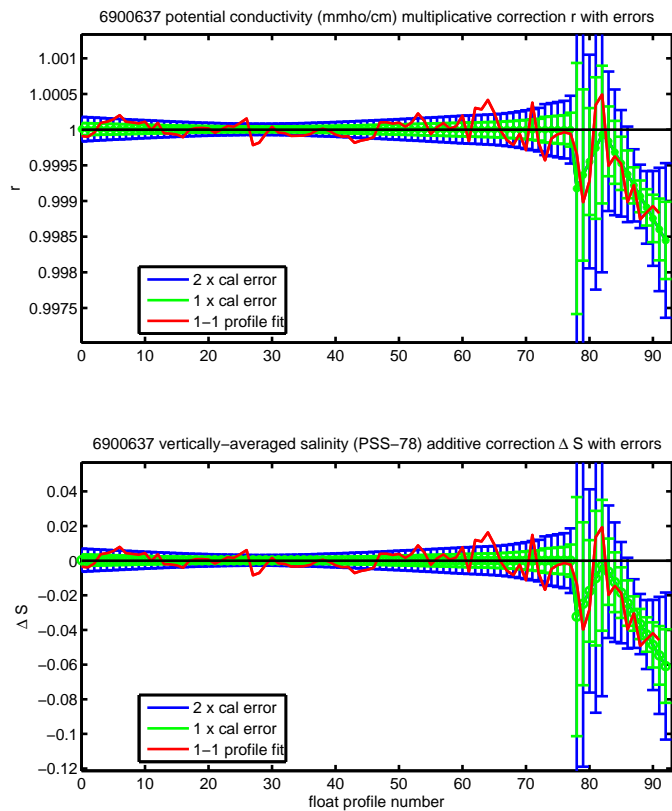 6900637 potential conductivity (mmho/cm) multiplicative correction r with errors
1.001
1.0005
1
0.9995
0.999
0.9985
0.998
0.9975
r
2 x cal error
1 x cal error
1−1 profile fit
0 10 20 30 40 50 60 70 80 90
6900637 vertically−averaged salinity (PSS−78) additive correction Δ S with errors
0.04
0.02
0
−0.02
−0.04
−0.06
−0.08
−0.1
−0.12
Δ S
2 x cal error
1 x cal error
1−1 profile fit
0 10 20 30 40 50 60 70 80 90
float profile number